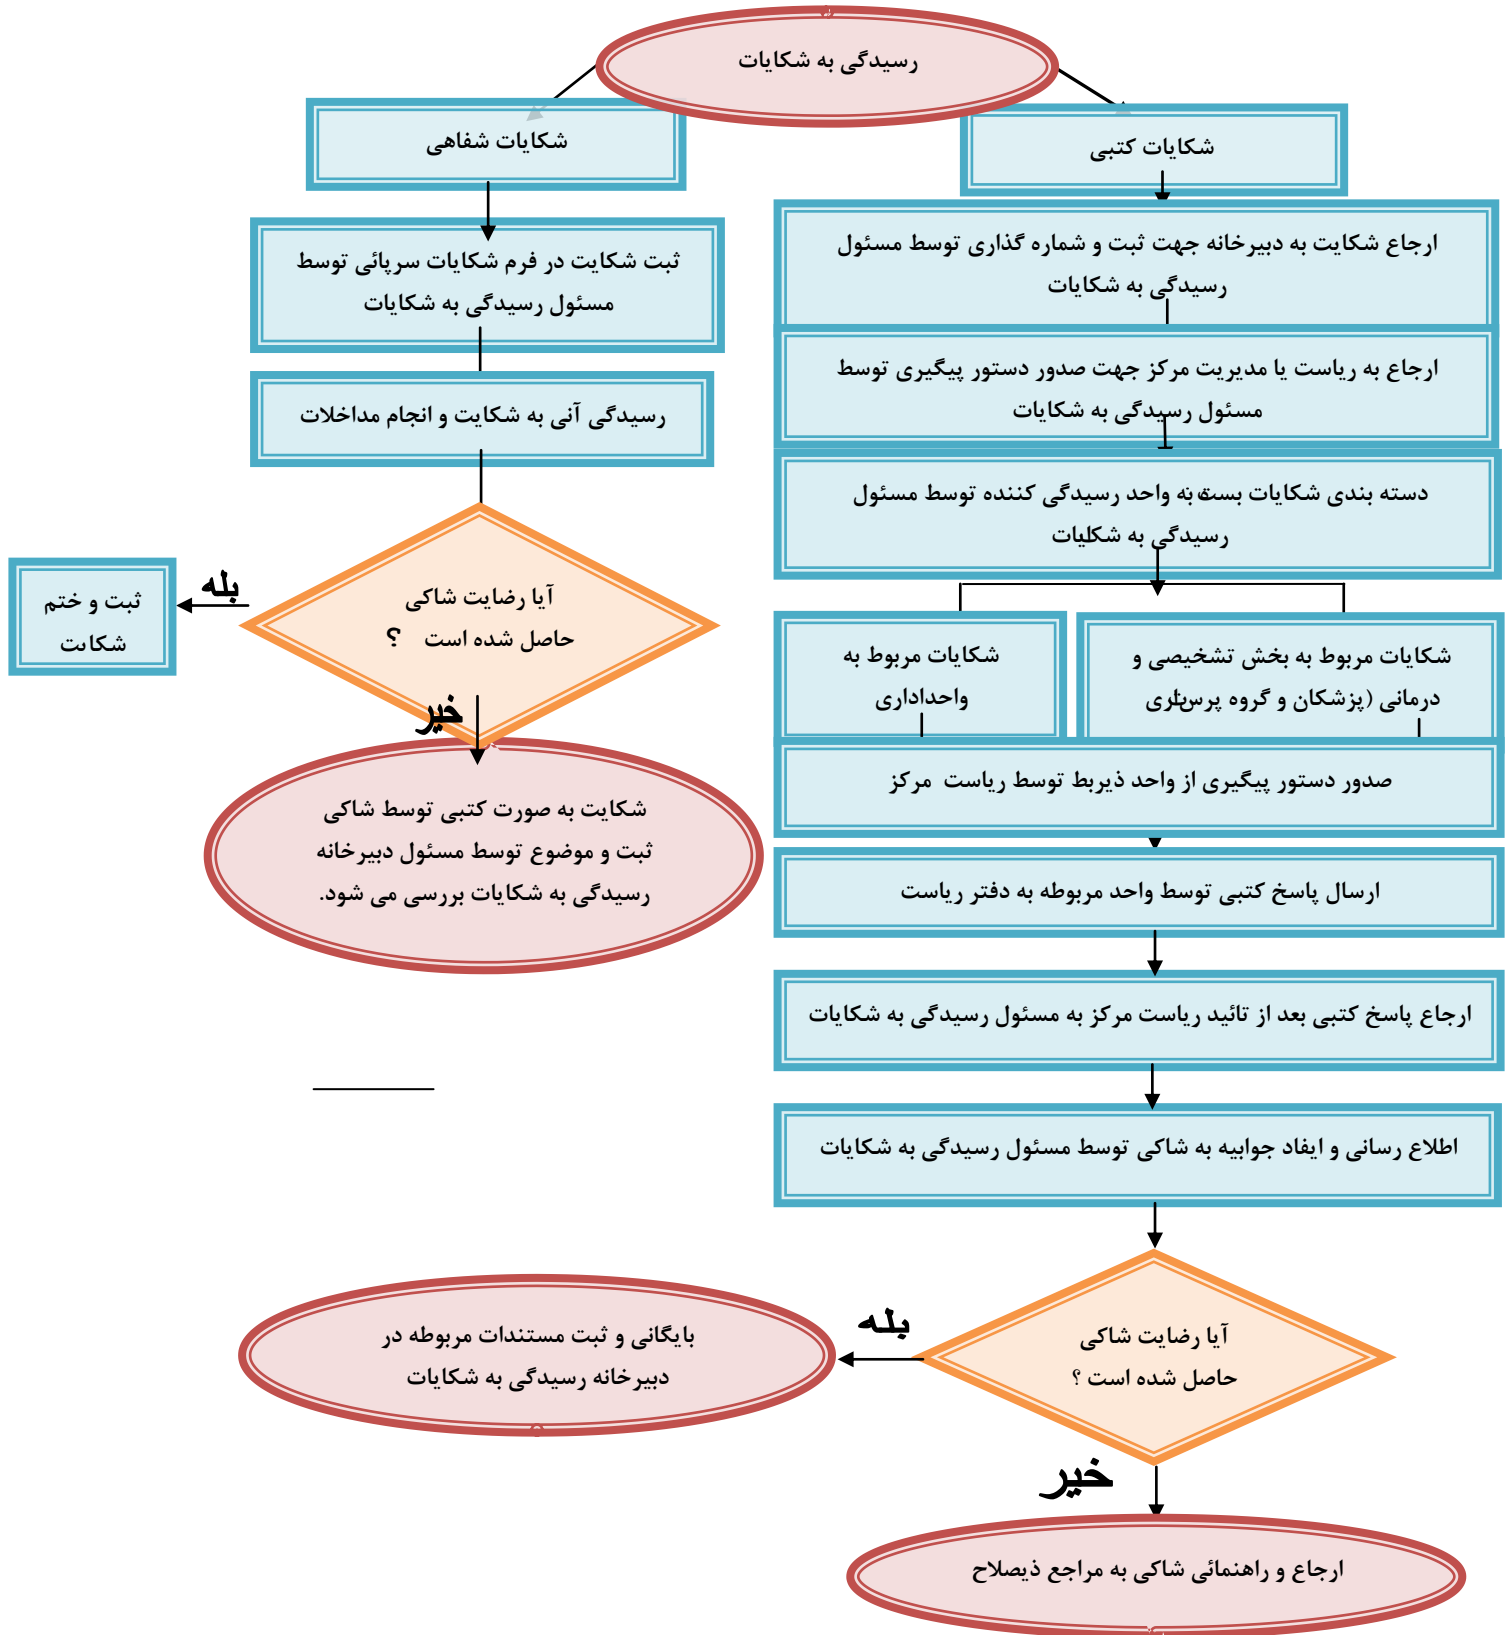 رسیدگی به شکایات
شکایات کتبی
ارجاع شکایت به دبیرخانه جهت ثبت و شماره گذاری توسط مسئول
رسیدگی به شکایات
ارجاع به ریاست یا مدیریت مرکز جهت صدور دستور پیگیری توسط
مسئول رسیدگی به شکایات
دسته بندی شکایات بسته به واحد رسیدگی کننده توسط مسئول
رسیدگی به شکایات
شکایات مربوط به بخش تشخیصی و
درمانی (پزشکان و گروه پرستاری
شکایات مربوط به
واحداداری
صدور دستور پیگیری از واحد ذیربط توسط ریاست مرکز
ارسال پاسخ کتبی توسط واحد مربوطه به دفتر ریاست
ارجاع پاسخ کتبی بعد از تائید ریاست مرکز به مسئول رسیدگی به شکایات
اطلاع رسانی و ایفاد جوابیه به شاکی توسط مسئول رسیدگی به شکایات
آیا رضایت شاکی
حاصل شده است ؟
بله
بایگانی و ثبت مستندات مربوطه در
دبیرخانه رسیدگی به شکایات
خیر
ارجاع و راهنمائی شاکی به مراجع ذیصلاح
شکایات شفاهی
ثبت شکایت در فرم شکایات سرپائی توسط
مسئول رسیدگی به شکایات
رسیدگی آنی به شکایت و انجام مداخلات
آیا رضایت شاکی
حاصل شده است ؟
بله
ثبت و ختم
شکایت
خیر
شکایت به صورت کتبی توسط شاکی
ثبت و موضوع توسط مسئول دبیرخانه
رسیدگی به شکایات بررسی می شود.